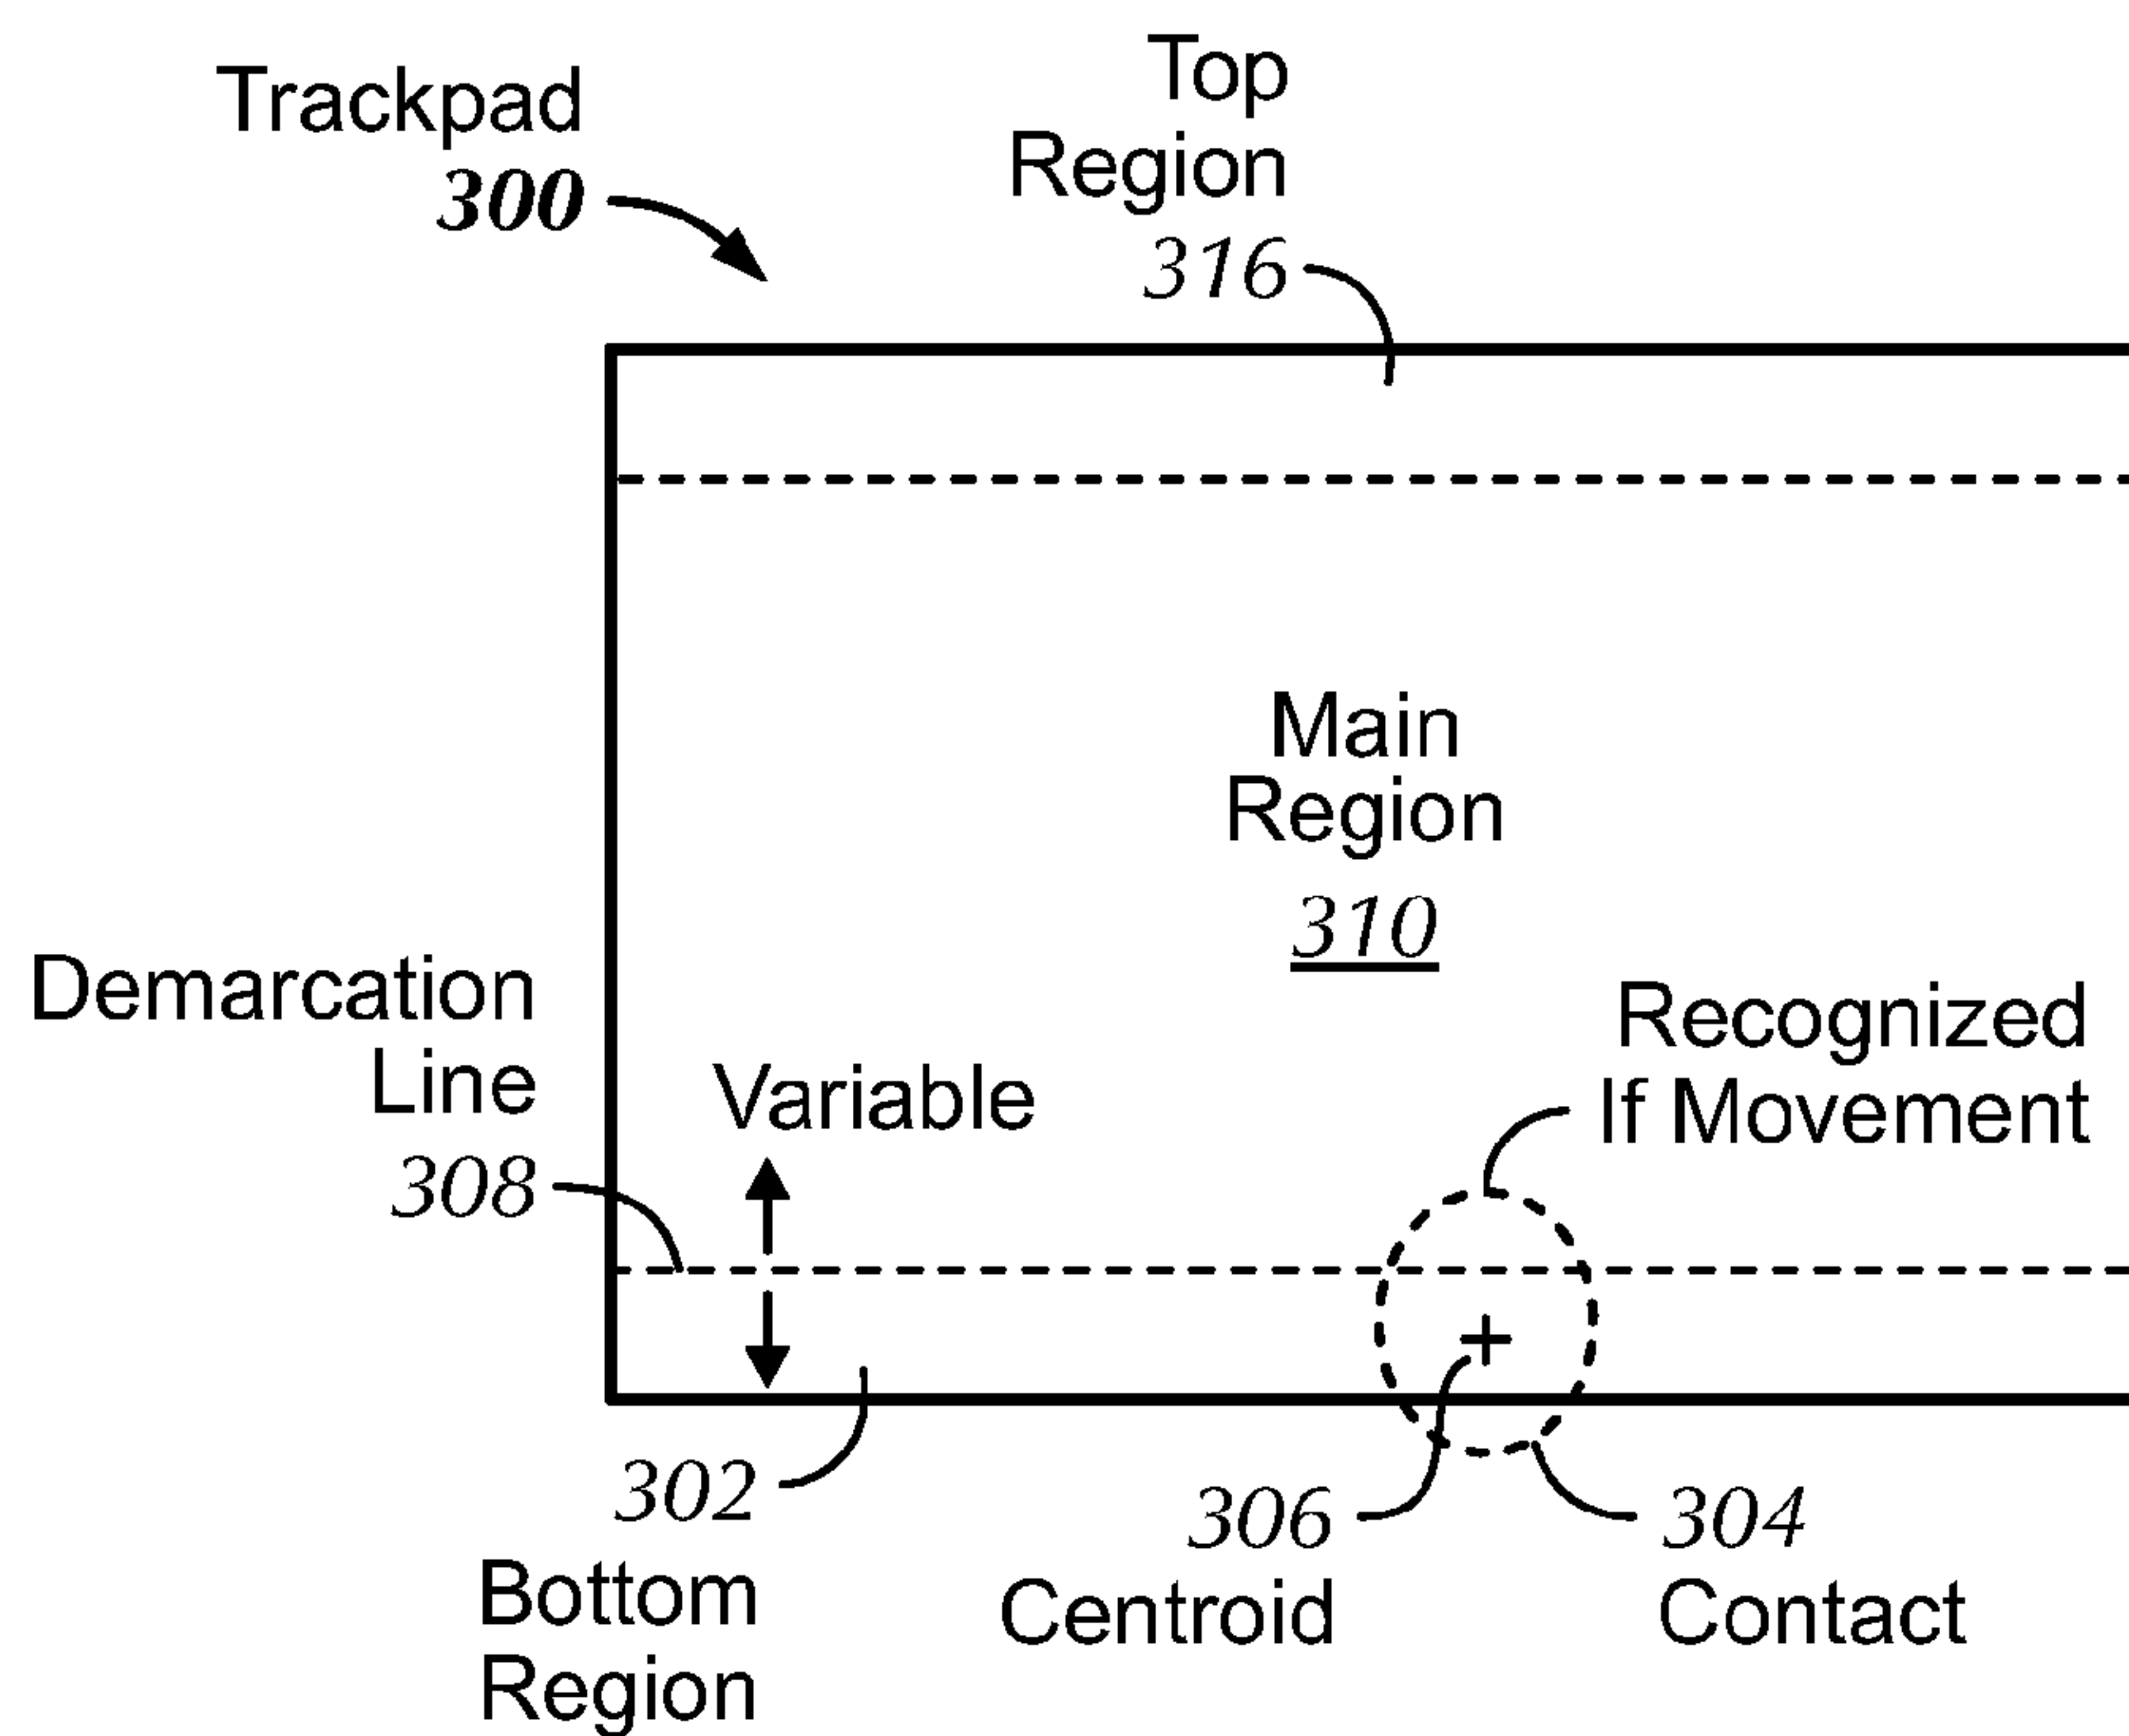 Trackpad
300
Top
Region
316
Main
Region
310
Demarcation
Line
308
Variable
Recognized
If Movement
302
Bottom
Region
306
Centroid
304
Contact